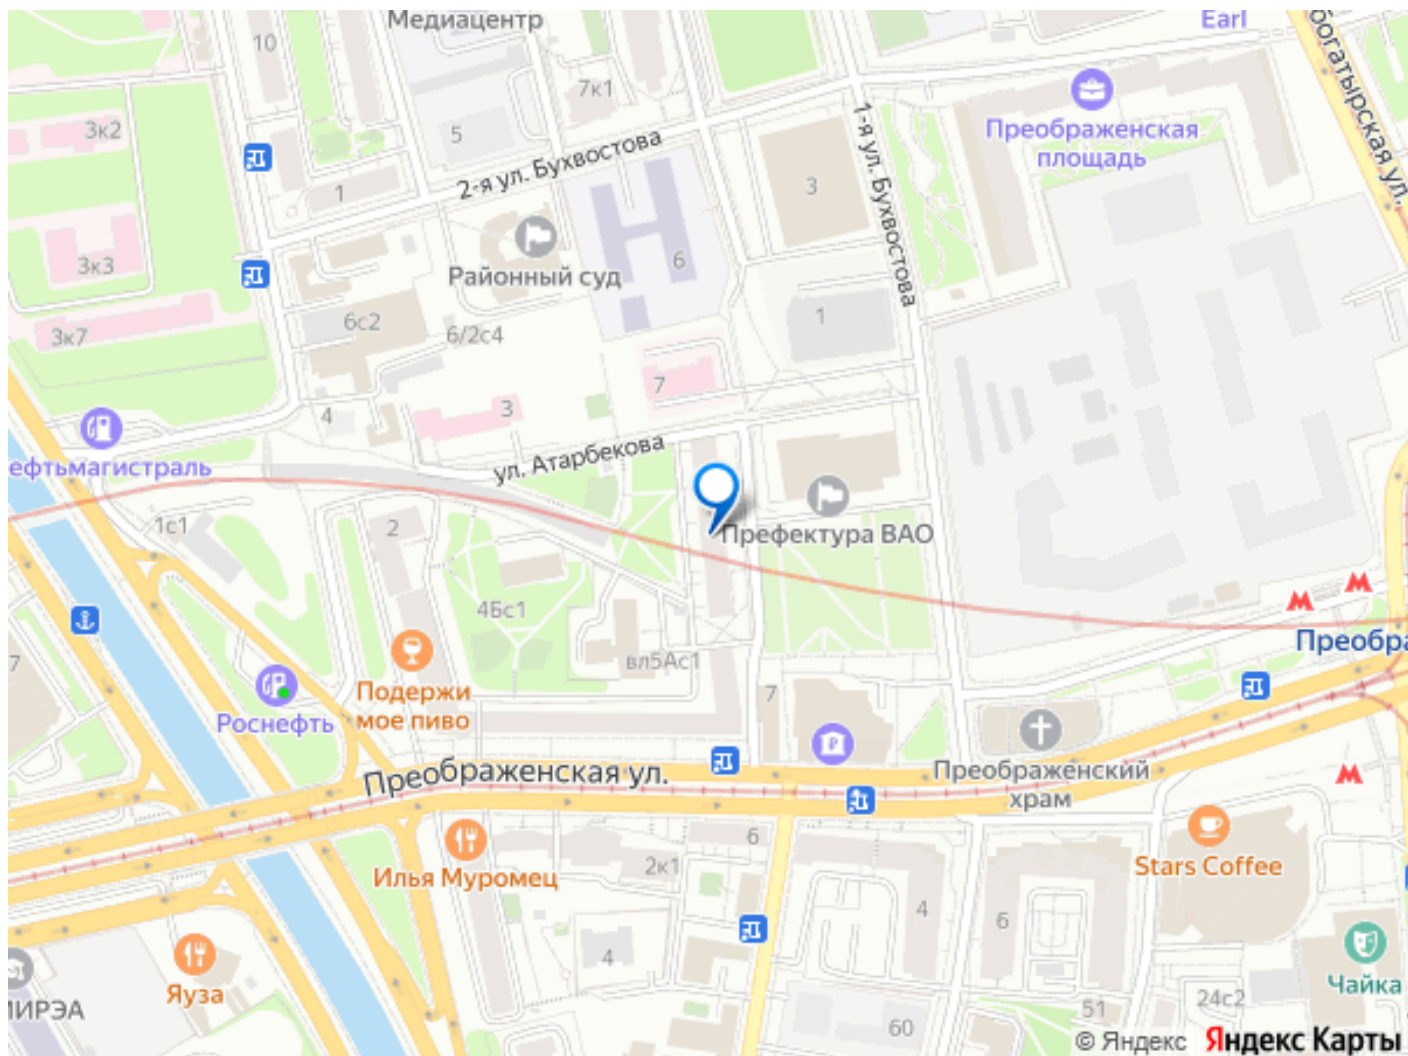 Медиацентр
Earl
10
богатырская ул.
7к1
Преображенская
площадь
3к2
5
1-я ул. Бухвостова
2-я ул. Бухвостова
1
3
3к3
Районный суд
6
6с2
6/2с4
1
3к7
7
3
4
ул. Атарбекова
ефтьмагистраль
1с1
2
Префектура ВАО
4Бс1
Преобра
7
вл5Ас1
Подержи
мое пиво
7
Роснефть
Преображенская ул.
Преображенский
храм
6
2к1
Илья Муромец
Stars Coffee
4
6
4
Яуза
Чайка
МИРЭА
24с2
51
60
© Яндекс Яндекс Карты